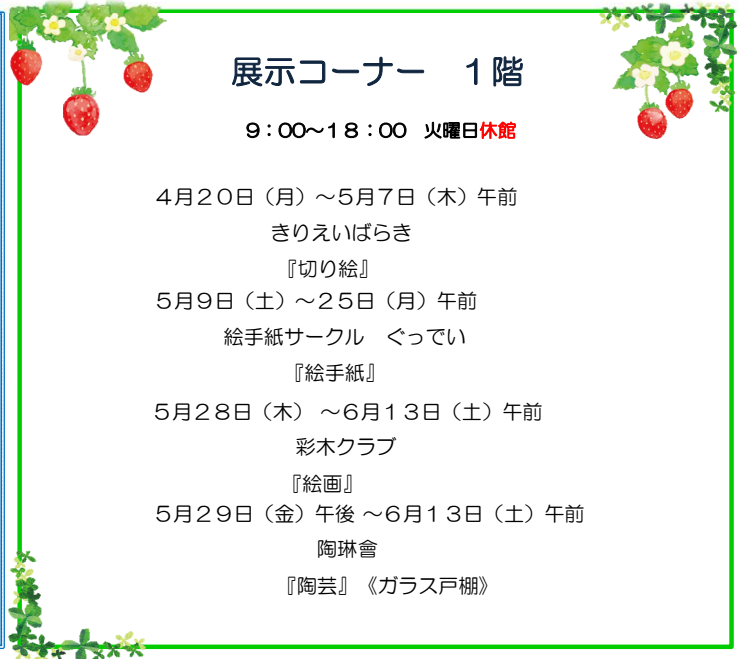 展示コーナー　１階
９：００～１８：００　火曜日休館
４月２０日（月）～５月７日（木）午前
きりえいばらき
『切り絵』
５月９日（土）～２５日（月）午前
絵手紙サークル　ぐってい
『絵手紙』
５月２８日（木） ～６月１３日（土）午前
彩木クラブ
『絵画』
５月２９日（金）午後 ～６月１３日（土）午前
陶琳會
『陶芸』《ガラス戸棚》